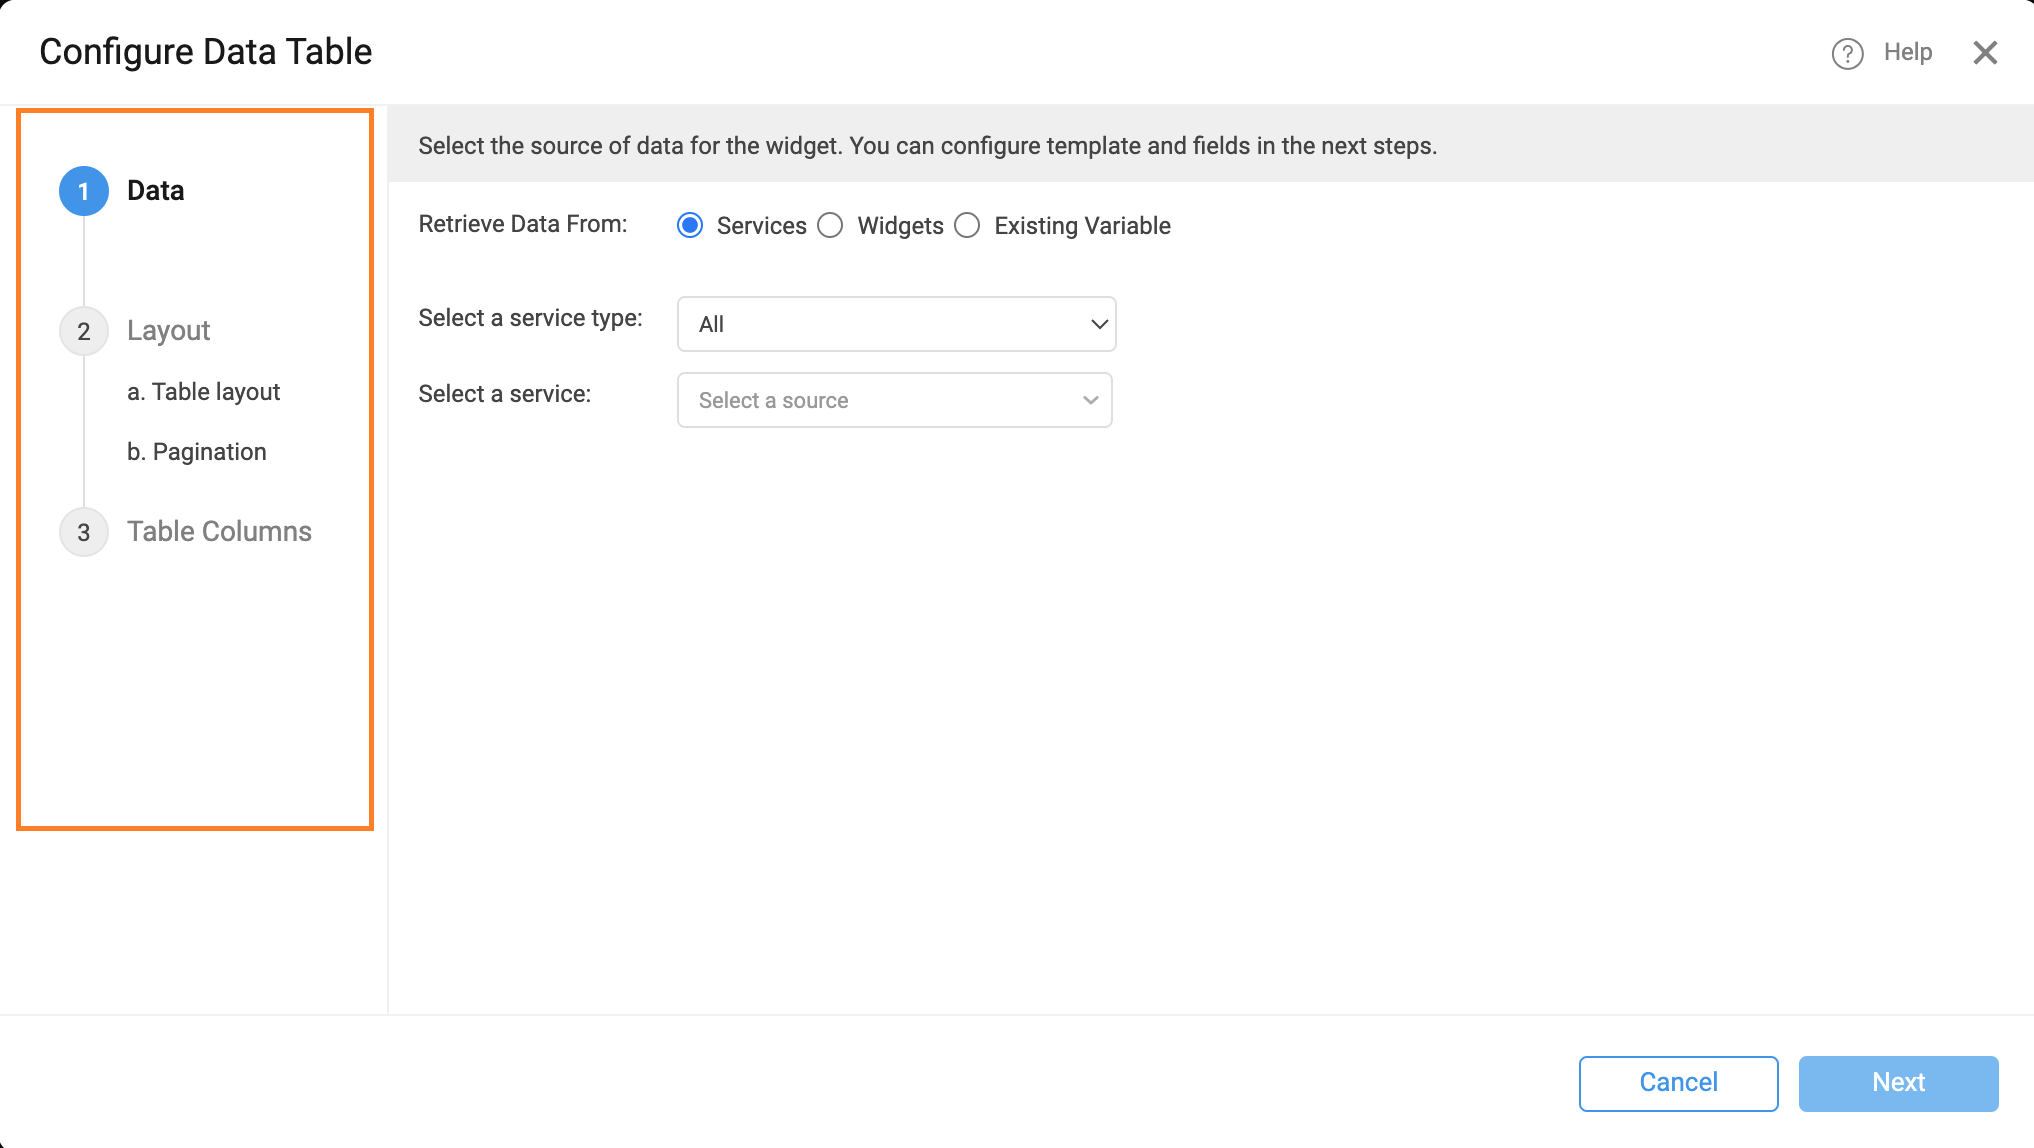 Configure Data Table
? Help
1 Data
2 Layout
a. Table layout
b. Pagination
3 Table Columns
Select the source of data for the widget. You can configure template and fields in the next steps.
Retrieve Data From: Services Widgets Existing Variable
Select a service type: All
Select a service: Select a source
Cancel Next